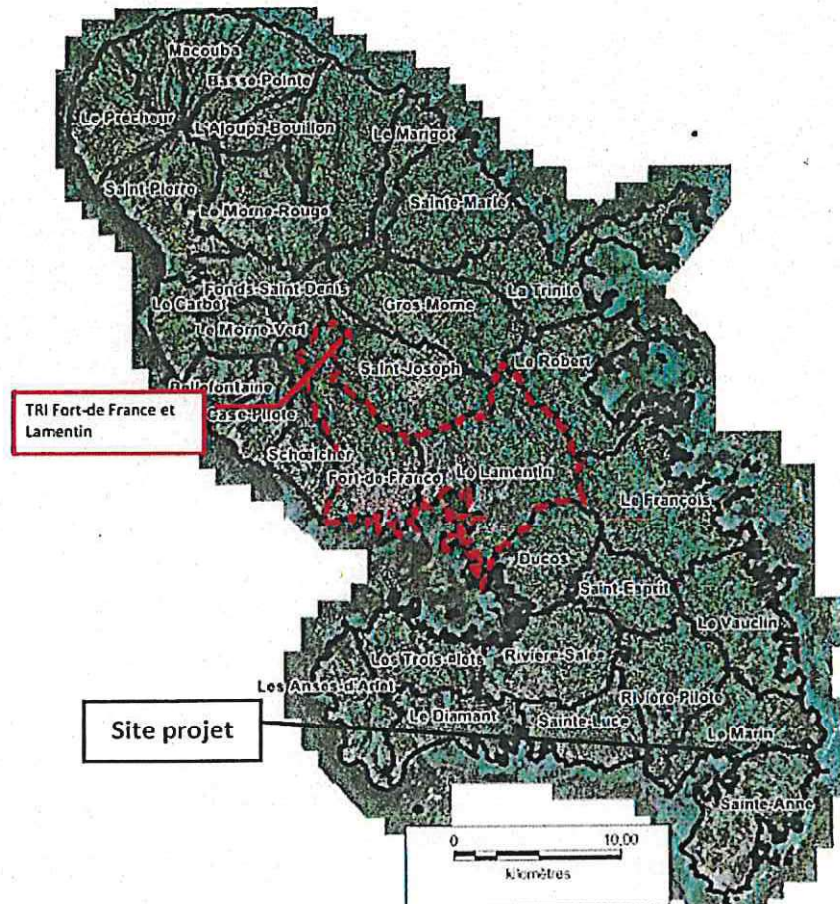 Macouba
Basse-Pointe
Le Prêcheur
L'Ajoupa-Bouillon
Le Marigot
Saint-Pierre
Sainte-Marie
Le Morne-Rouge
Fonds-Saint-Denis
La Trinité
Le Carbet
Gros-Morne
Le Morne-Vert
Saint-Joseph
Le Robert
Bellefontaine
TRI Fort-de France et
Lamentin
Case-Pilote
Schœlcher
Fort-de-France
Le Lamentin
Le François
Ducos
Saint-Esprit
Le Vauclin
Les Trois-Ilets
Rivière-Salée
Les Anses-d'Arlet
Rivière-Pilote
Site projet
Le Diamant
Sainte-Luce
Le Marin
Sainte-Anne
0 10,00
kilomètres